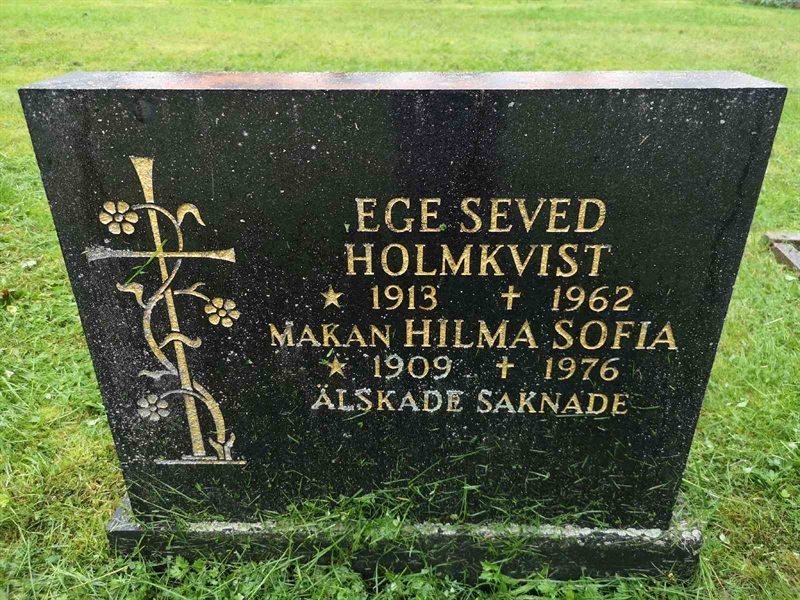 EGE SEVED
HOLMKVIST
★ 1913 ✝ 1962
MAKAN HILMA SOFIA
★ 1909 ✝ 1976
ÄLSKADE SAKNADE